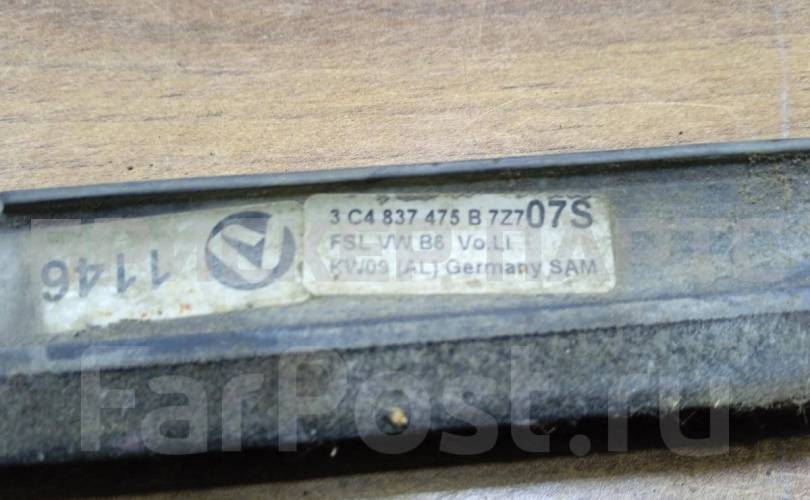 3 C4 837 475 B 7Z7 07S
FSL VW B6 Vo.LI
KW09 (AL) Germany SAM
1146
FarPost.ru